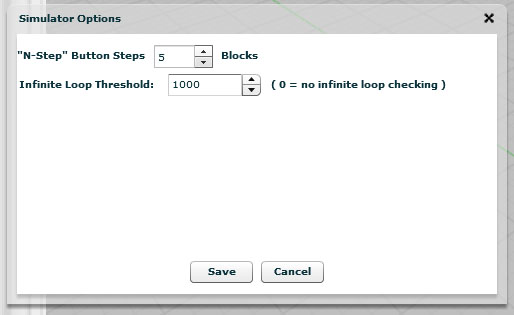 Simulator Options
"N-Step" Button Steps 5 Blocks
Infinite Loop Threshold: 1000 ( 0 = no infinite loop checking )
Save Cancel